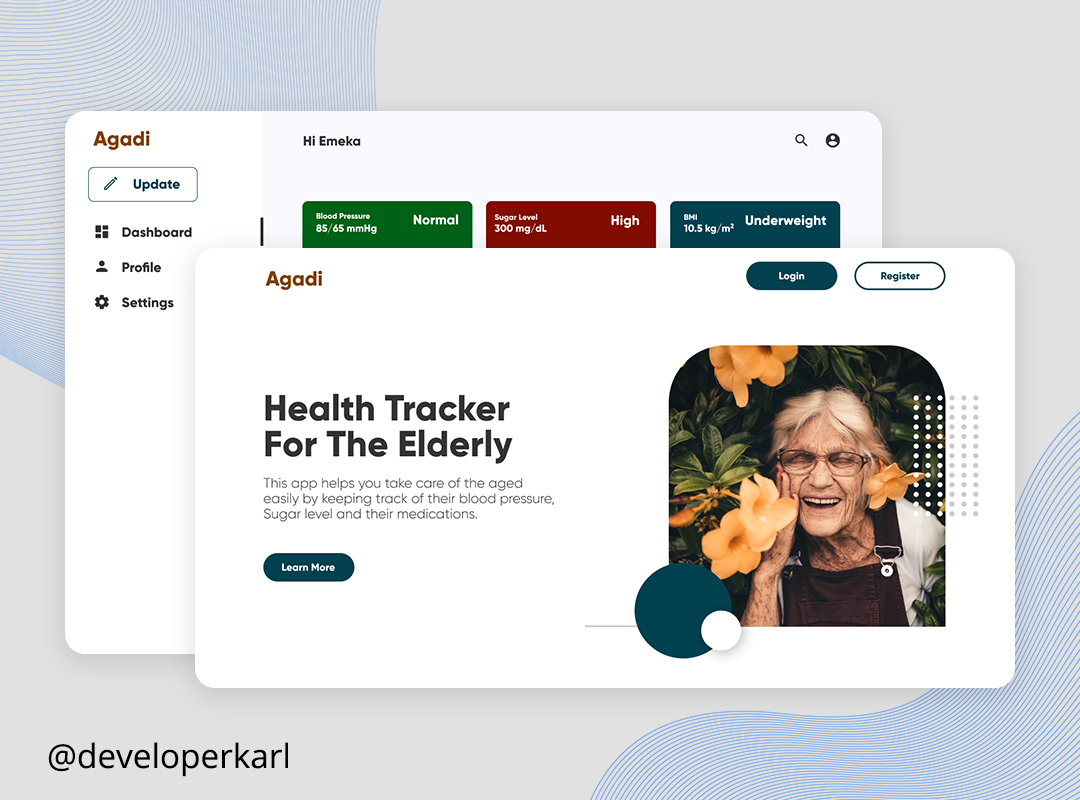 Agadi
Hi Emeka
Update
Dashboard
Profile
Settings
Blood Pressure
85/65 mmHg
Normal
Sugar Level
300 mg/dL
High
BMI
10.5 kg/m²
Underweight
Agadi
Login
Register
Health Tracker
For The Elderly
This app helps you take care of the aged
easily by keeping track of their blood pressure,
Sugar level and their medications.
Learn More
@developerkarl